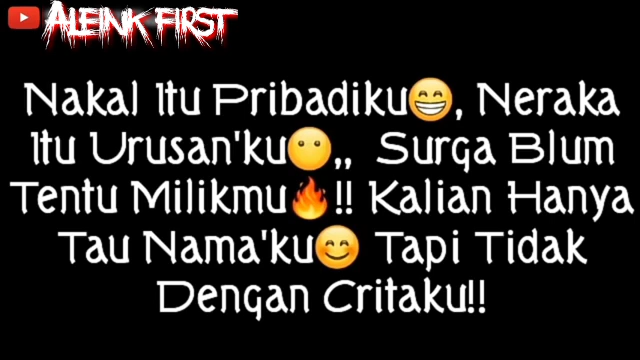 ALEINK FIRST
Nakal Itu Pribadiku😁, Neraka
Itu Urusan'ku😶,, Surga Blum
Tentu Milikmu🔥!! Kalian Hanya
Tau Nama'ku😊 Tapi Tidak
Dengan Critaku!!